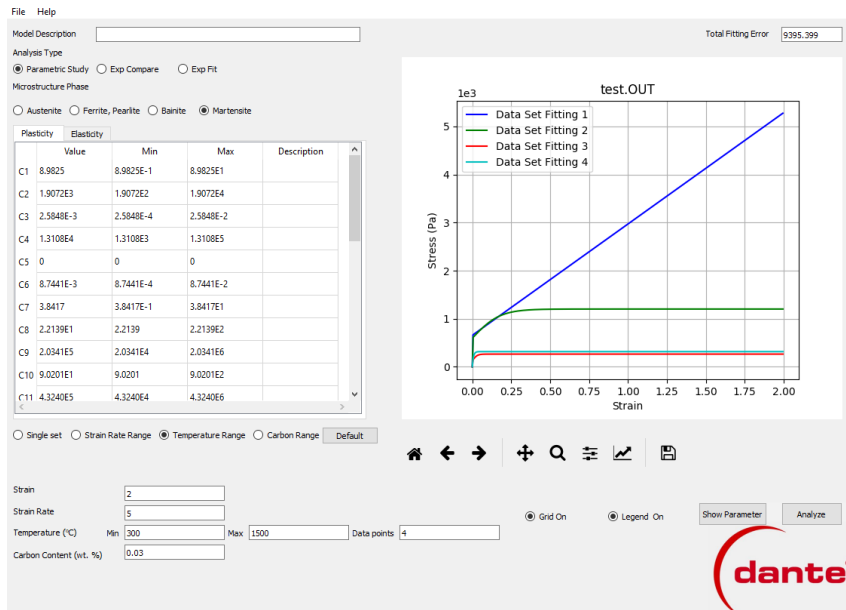 File Help
Model Description
Total Fitting Error 9395.399
Analysis Type
Parametric Study Exp Compare Exp Fit
Microstructure Phase
Austenite Ferrite, Pearlite Bainite Martensite
Plasticity Elasticity
Value Min Max Description
C1 8.9825 8.9825E-1 8.9825E1
C2 1.9072E3 1.9072E2 1.9072E4
C3 2.5848E-3 2.5848E-4 2.5848E-2
C4 1.3108E4 1.3108E3 1.3108E5
C5 0 0 0
C6 8.7441E-3 8.7441E-4 8.7441E-2
C7 3.8417 3.8417E-1 3.8417E1
C8 2.2139E1 2.2139 2.2139E2
C9 2.0341E5 2.0341E4 2.0341E6
C10 9.0201E1 9.0201 9.0201E2
C11 4.3240E5 4.3240E4 4.3240E6
Single set Strain Rate Range Temperature Range Carbon Range Default
1e3 test.OUT
Data Set Fitting 1
Data Set Fitting 2
Data Set Fitting 3
Data Set Fitting 4
5
4
3
2
1
0
Stress (Pa)
0.00 0.25 0.50 0.75 1.00 1.25 1.50 1.75 2.00
Strain
Strain 2
Strain Rate 5
Temperature (°C) Min 300 Max 1500 Data points 4
Carbon Content (wt. %) 0.03
Grid On Legend On Show Parameter Analyze
dante